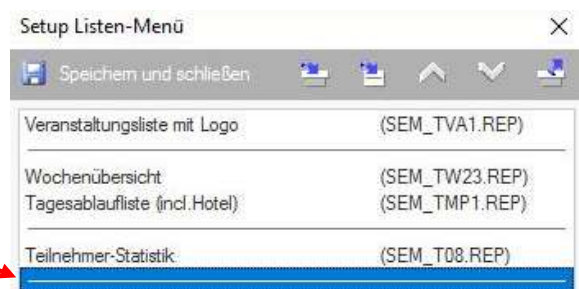 Setup Listen-Menü
Speichern und schließen
Veranstaltungsliste mit Logo (SEM_TVA1.REP)
Wochenübersicht (SEM_TW23.REP)
Tagesablaufliste (incl.Hotel) (SEM_TMP1.REP)
Teilnehmer-Statistik (SEM_T08.REP)